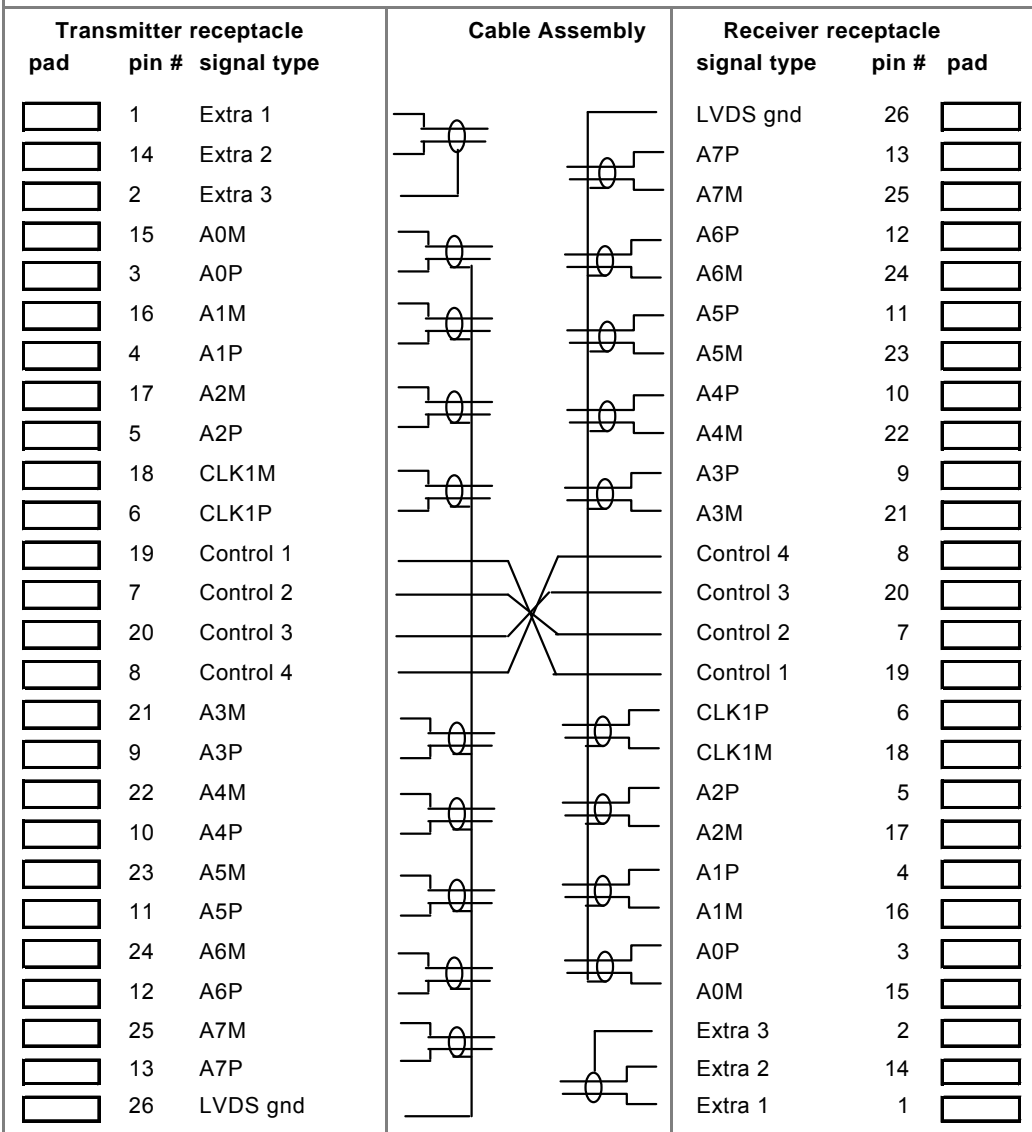 Transmitter receptacle Cable Assembly Receiver receptacle
pad pin # signal type signal type pin # pad
1 Extra 1 LVDS gnd 26
14 Extra 2 A7P 13
2 Extra 3 A7M 25
15 A0M A6P 12
3 A0P A6M 24
16 A1M A5P 11
4 A1P A5M 23
17 A2M A4P 10
5 A2P A4M 22
18 CLK1M A3P 9
6 CLK1P A3M 21
19 Control 1 Control 4 8
7 Control 2 Control 3 20
20 Control 3 Control 2 7
8 Control 4 Control 1 19
21 A3M CLK1P 6
9 A3P CLK1M 18
22 A4M A2P 5
10 A4P A2M 17
23 A5M A1P 4
11 A5P A1M 16
24 A6M A0P 3
12 A6P A0M 15
25 A7M Extra 3 2
13 A7P Extra 2 14
26 LVDS gnd Extra 1 1